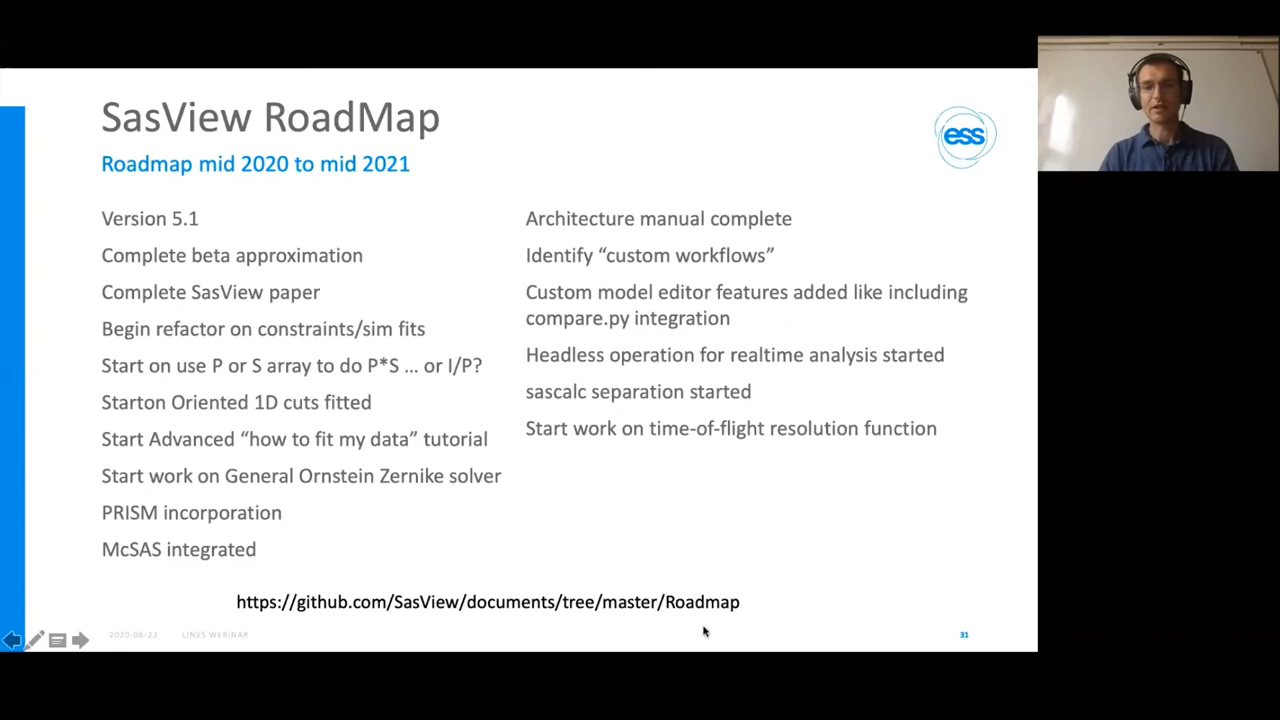 SasView RoadMap
Roadmap mid 2020 to mid 2021
ess
Version 5.1
Complete beta approximation
Complete SasView paper
Begin refactor on constraints/sim fits
Start on use P or S array to do P*S ... or I/P?
Starton Oriented 1D cuts fitted
Start Advanced “how to fit my data” tutorial
Start work on General Ornstein Zernike solver
PRISM incorporation
McSAS integrated
Architecture manual complete
Identify “custom workflows”
Custom model editor features added like including
compare.py integration
Headless operation for realtime analysis started
sascalc separation started
Start work on time-of-flight resolution function
https://github.com/SasView/documents/tree/master/Roadmap
2020-06-22
LINXS WEBINAR
31